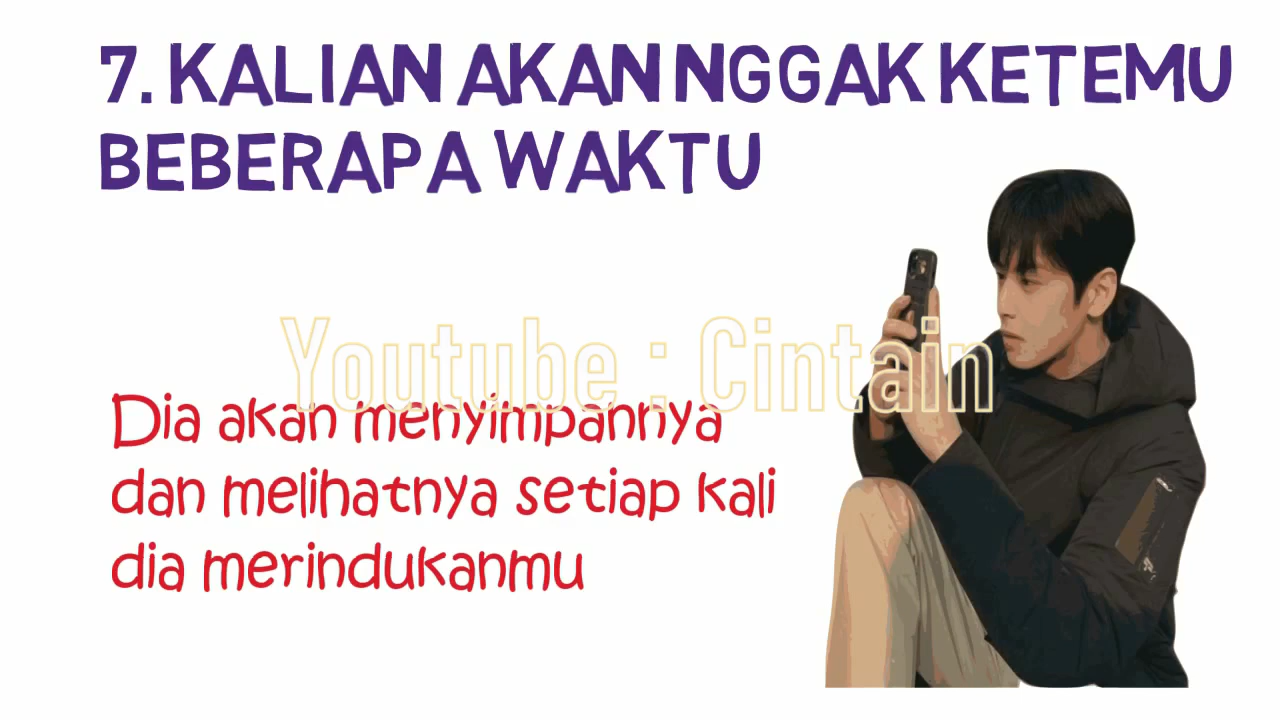 7. KALIAN AKAN NGGAK KETEMU
BEBERAPA WAKTU
Youtube : Cintain
Dia akan menyimpannya
dan melihatnya setiap kali
dia merindukanmu